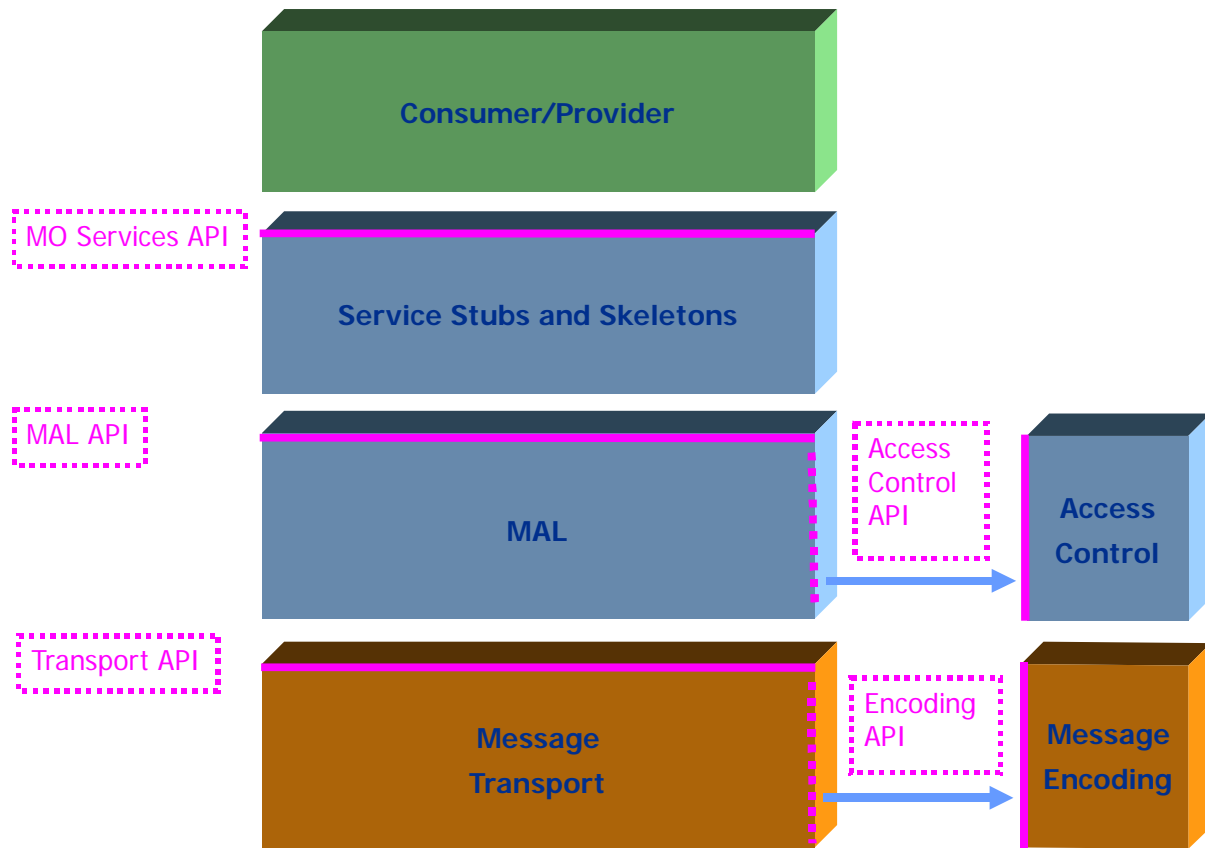 Consumer/Provider
MO Services API
Service Stubs and Skeletons
MAL API
MAL
Access
Control
API
Access
Control
Transport API
Message
Transport
Encoding
API
Message
Encoding